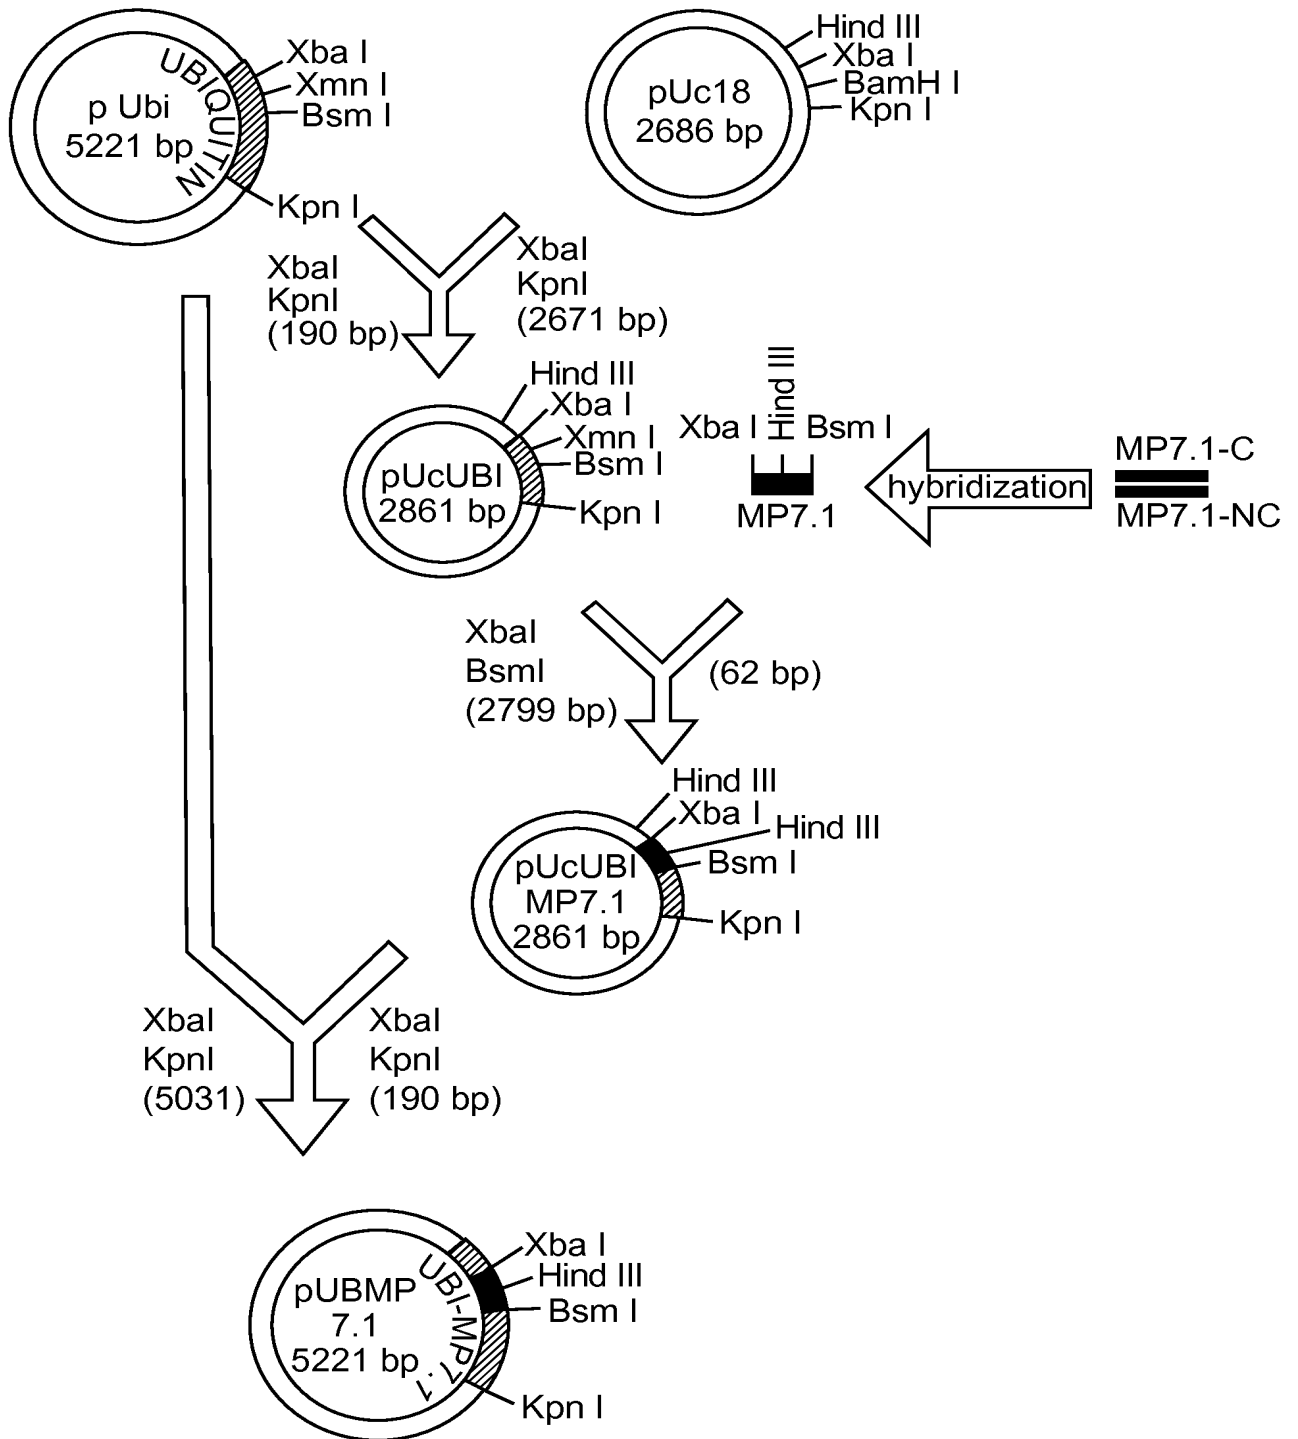 p Ubi
5221 bp
UBIQUITIN
Xba I
Xmn I
Bsm I
Kpn I
pUc18
2686 bp
Hind III
Xba I
BamH I
Kpn I
XbaI
KpnI
(190 bp)
XbaI
KpnI
(2671 bp)
pUcUBI
2861 bp
Hind III
Xba I
Xmn I
Bsm I
Kpn I
Xba I
Hind III
Bsm I
MP7.1
hybridization
MP7.1-C
MP7.1-NC
XbaI
BsmI
(2799 bp)
(62 bp)
pUcUBI
MP7.1
2861 bp
Hind III
Xba I
Hind III
Bsm I
Kpn I
XbaI
KpnI
(5031)
XbaI
KpnI
(190 bp)
pUBMP
7.1
5221 bp
UBI-MP7.1
Xba I
Hind III
Bsm I
Kpn I